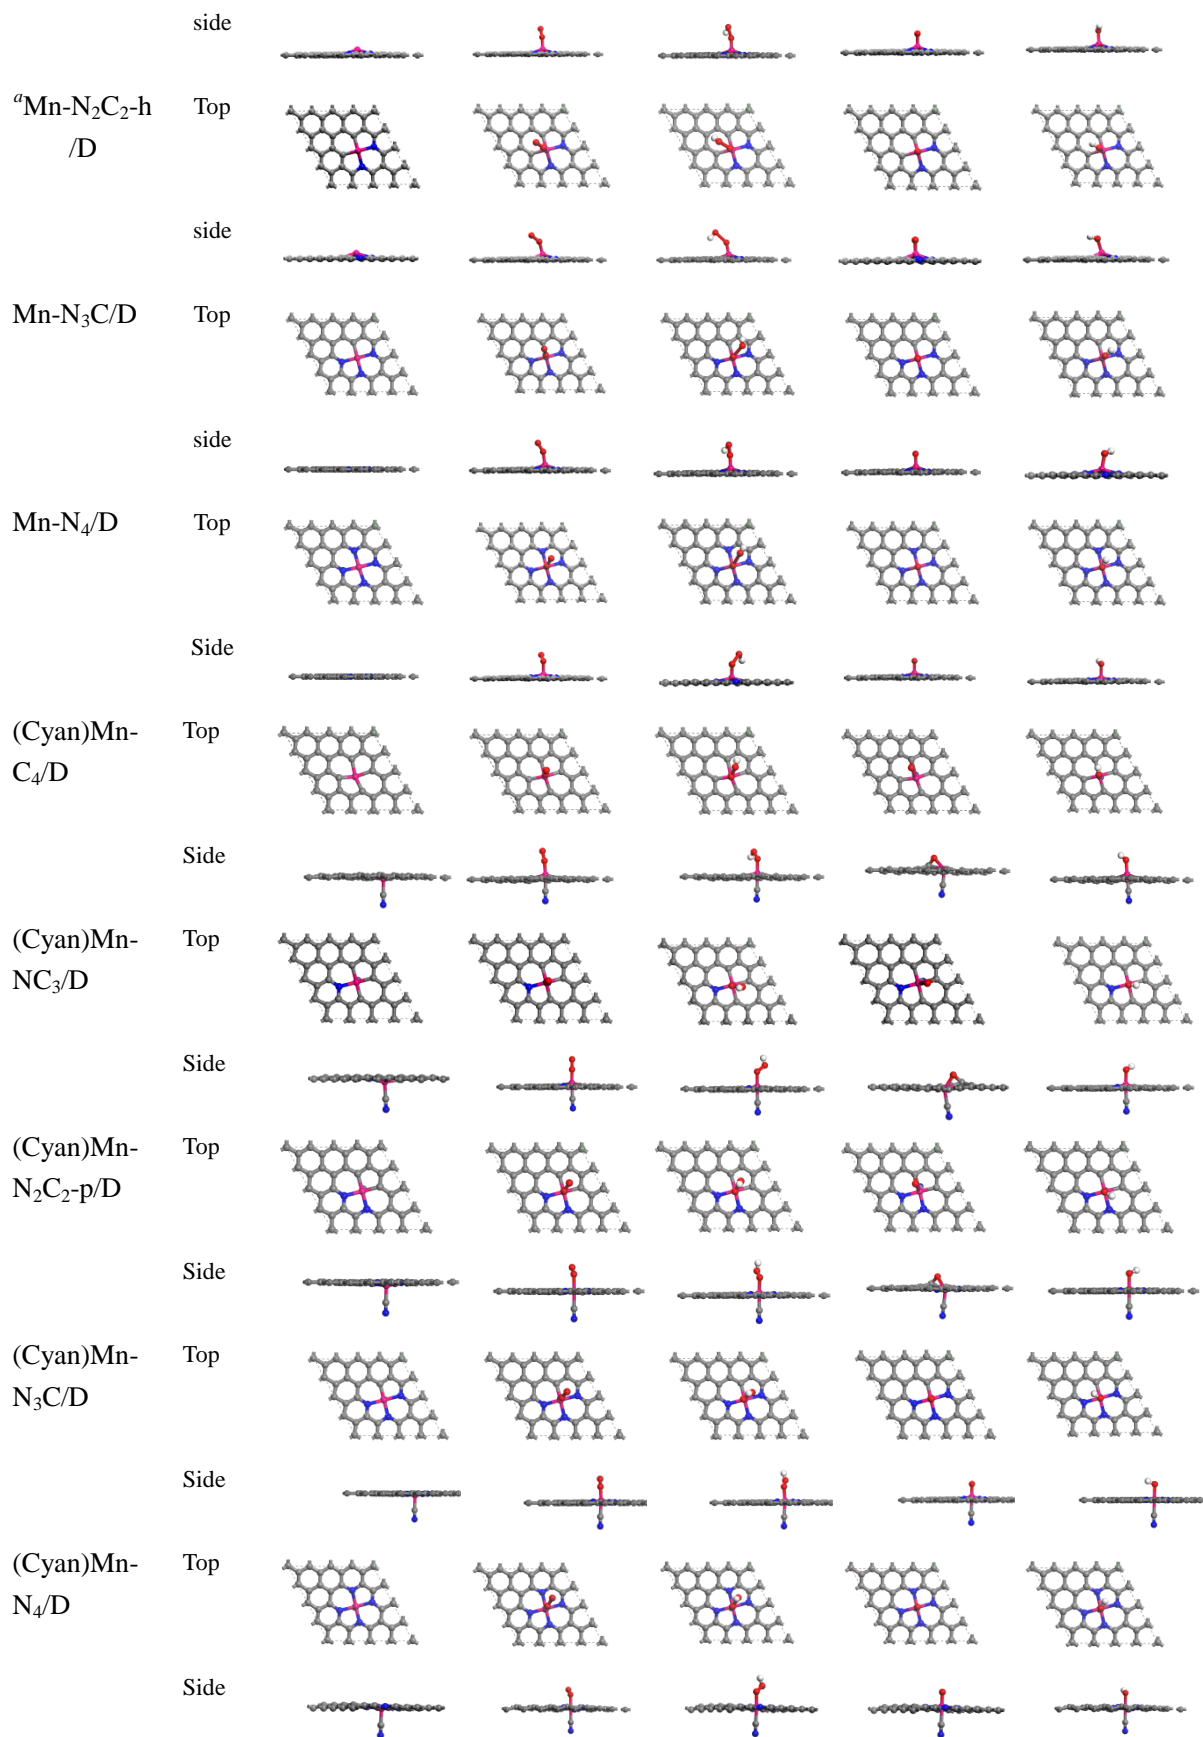 side
ᵃMn-N₂C₂-h Top
/D
side
Mn-N₃C/D Top
side
Mn-N₄/D Top
Side
(Cyan)Mn- Top
C₄/D
Side
(Cyan)Mn- Top
NC₃/D
Side
(Cyan)Mn- Top
N₂C₂-p/D
Side
(Cyan)Mn- Top
N₃C/D
Side
(Cyan)Mn- Top
N₄/D
Side